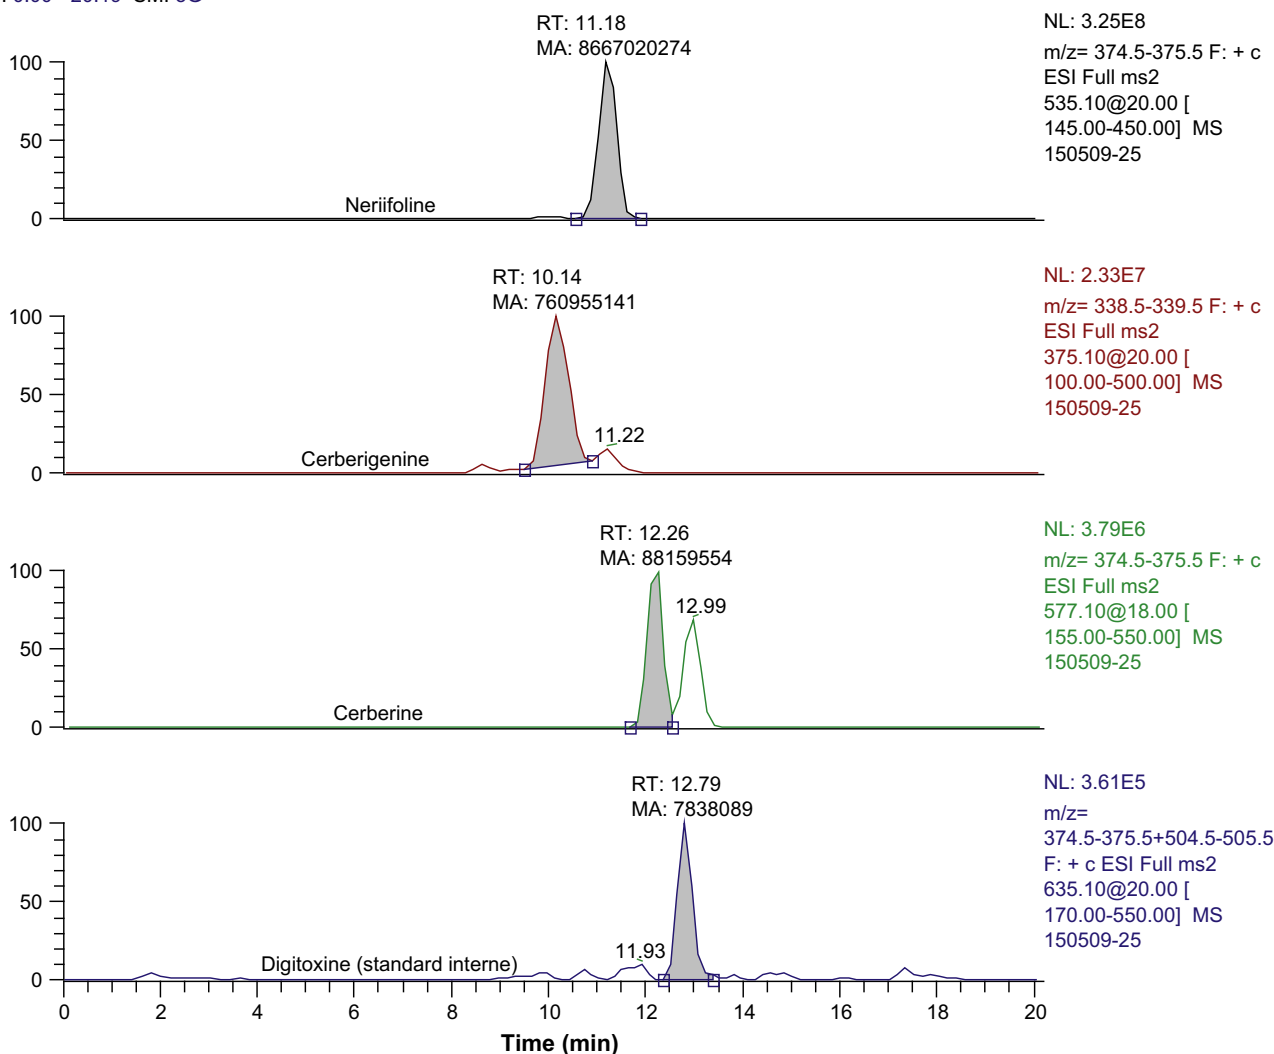 RT: 11.18
MA: 8667020274
NL: 3.25E8
m/z= 374.5-375.5 F: + c
ESI Full ms2
535.10@20.00 [
145.00-450.00] MS
150509-25
100
50
0
Neriifoline
RT: 10.14
MA: 760955141
NL: 2.33E7
m/z= 338.5-339.5 F: + c
ESI Full ms2
375.10@20.00 [
100.00-500.00] MS
150509-25
100
50
0
11.22
Cerberigenine
RT: 12.26
MA: 88159554
NL: 3.79E6
m/z= 374.5-375.5 F: + c
ESI Full ms2
577.10@18.00 [
155.00-550.00] MS
150509-25
100
50
0
12.99
Cerberine
RT: 12.79
MA: 7838089
NL: 3.61E5
m/z=
374.5-375.5+504.5-505.5
F: + c ESI Full ms2
635.10@20.00 [
170.00-550.00] MS
150509-25
100
50
0
11.93
Digitoxine (standard interne)
0 2 4 6 8 10 12 14 16 18 20
Time (min)